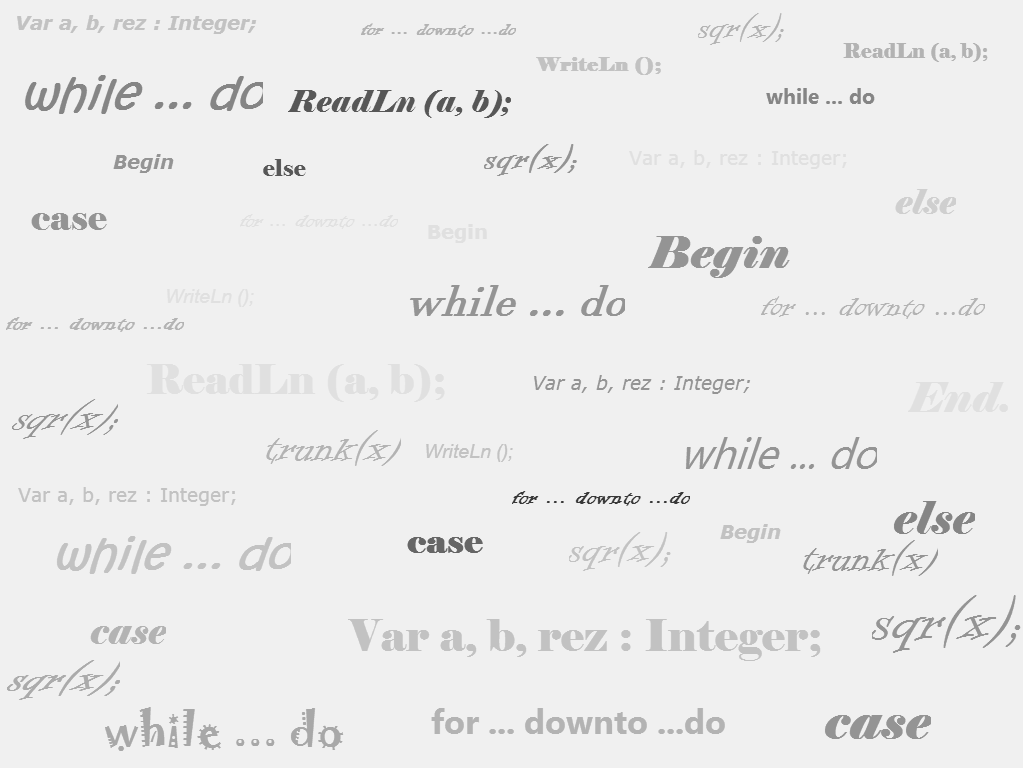 Var a, b, rez : Integer;
for ... downto ...do
sqr(x);
ReadLn (a, b);
WriteLn ();
while ... do
ReadLn (a, b);
while ... do
Begin
else
sqr(x);
Var a, b, rez : Integer;
case
for ... downto ...do
Begin
else
Begin
WriteLn ();
while ... do
for ... downto ...do
for ... downto ...do
ReadLn (a, b);
Var a, b, rez : Integer;
End.
sqr(x);
trunk(x)
WriteLn ();
while ... do
Var a, b, rez : Integer;
for ... downto ...do
else
while ... do
case
sqr(x);
Begin
trunk(x)
case
Var a, b, rez : Integer;
sqr(x);
sqr(x);
while ... do
for ... downto ...do
case